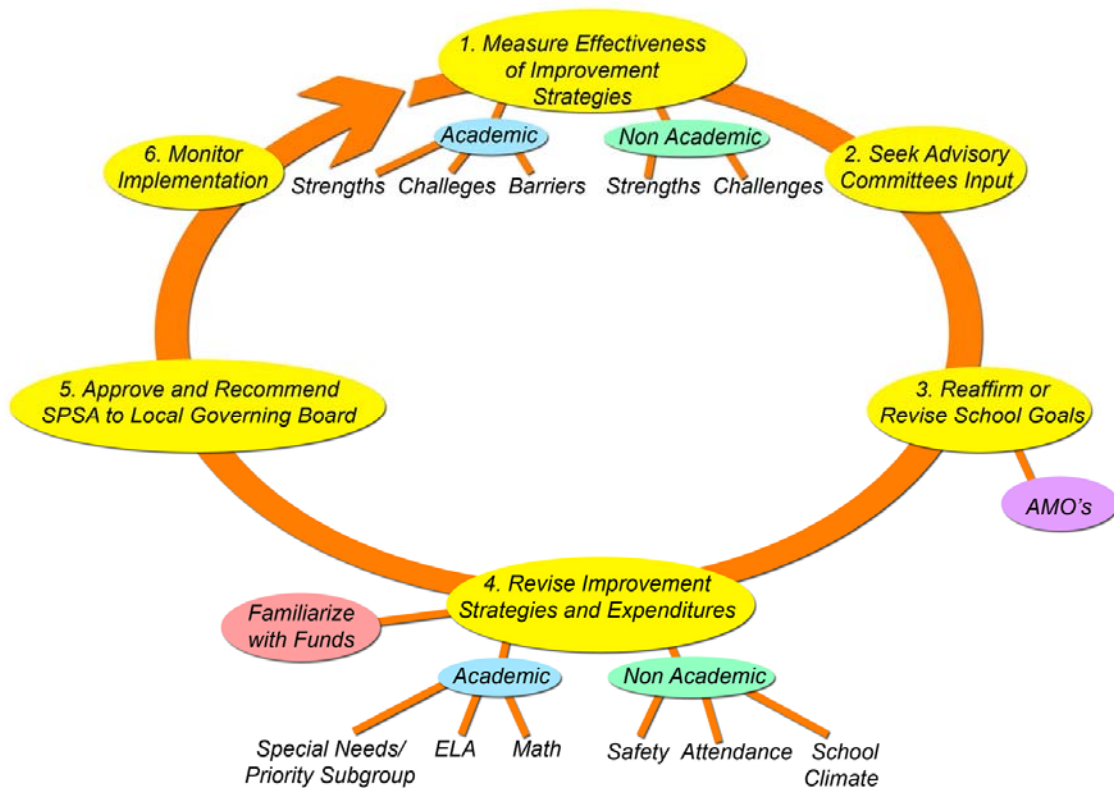 1. Measure Effectiveness
of Improvement
Strategies
Academic
Non Academic
Strengths
Challeges
Barriers
Strengths
Challenges
2. Seek Advisory
Committees Input
3. Reaffirm or
Revise School Goals
AMO's
4. Revise Improvement
Strategies and Expenditures
Familiarize
with Funds
Academic
Non Academic
Special Needs/
Priority Subgroup
ELA
Math
Safety
Attendance
School
Climate
5. Approve and Recommend
SPSA to Local Governing Board
6. Monitor
Implementation